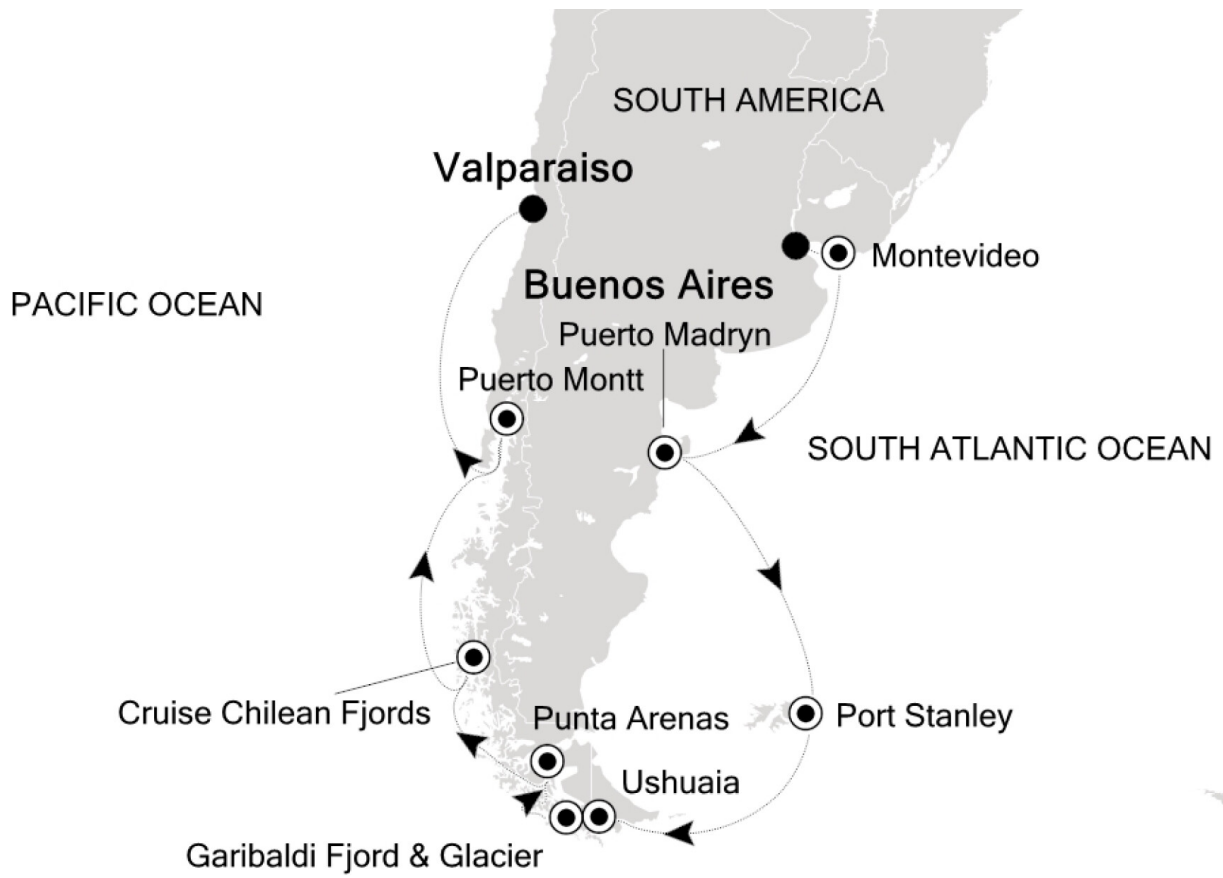 SOUTH AMERICA
Valparaiso
Montevideo
Buenos Aires
PACIFIC OCEAN
Puerto Madryn
Puerto Montt
SOUTH ATLANTIC OCEAN
Cruise Chilean Fjords
Punta Arenas
Port Stanley
Ushuaia
Garibaldi Fjord & Glacier